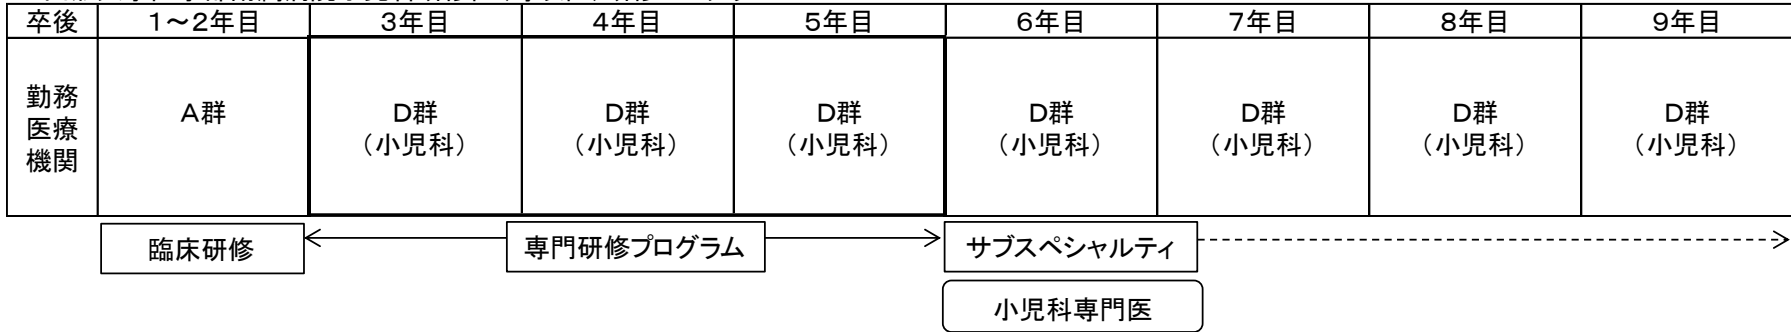 卒後 1～2年目 3年目 4年目 5年目 6年目 7年目 8年目 9年目
勤務医療機関 A群 D群（小児科） D群（小児科） D群（小児科） D群（小児科） D群（小児科） D群（小児科） D群（小児科）
臨床研修 専門研修プログラム サブスペシャルティ
小児科専門医